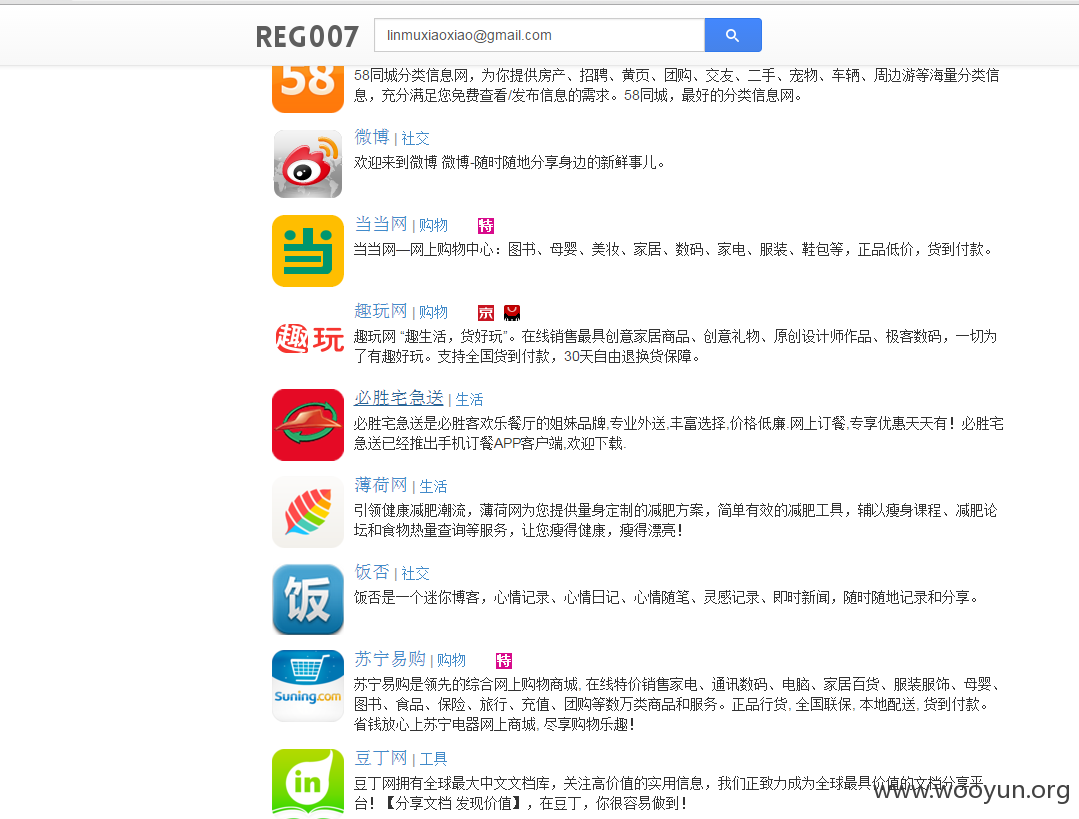 REG007
linmuxiaoxiao@gmail.com
58
58同城分类信息网，为你提供房产、招聘、黄页、团购、交友、二手、宠物、车辆、周边游等海量分类信
息，充分满足您免费查看/发布信息的需求。58同城，最好的分类信息网。
微博 | 社交
欢迎来到微博 微博-随时随地分享身边的新鲜事儿。
当
当当网 | 购物 特
当当网—网上购物中心：图书、母婴、美妆、家居、数码、家电、服装、鞋包等，正品低价，货到付款。
趣玩
趣玩网 | 购物 京
趣玩网 “趣生活，货好玩”。在线销售最具创意家居商品、创意礼物、原创设计师作品、极客数码，一切为
了有趣好玩。支持全国货到付款，30天自由退换货保障。
必胜宅急送 | 生活
必胜宅急送是必胜客欢乐餐厅的姐妹品牌,专业外送,丰富选择,价格低廉.网上订餐,专享优惠天天有！必胜宅
急送已经推出手机订餐APP客户端,欢迎下载.
薄荷网 | 生活
引领健康减肥潮流，薄荷网为您提供量身定制的减肥方案，简单有效的减肥工具，辅以瘦身课程、减肥论
坛和食物热量查询等服务，让您瘦得健康，瘦得漂亮！
饭
饭否 | 社交
饭否是一个迷你博客，心情记录、心情日记、心情随笔、灵感记录、即时新闻，随时随地记录和分享。
Suning.com
苏宁易购 | 购物 特
苏宁易购是领先的综合网上购物商城, 在线特价销售家电、通讯数码、电脑、家居百货、服装服饰、母婴、
图书、食品、保险、旅行、充值、团购等数万类商品和服务。正品行货, 全国联保, 本地配送, 货到付款。
省钱放心上苏宁电器网上商城, 尽享购物乐趣！
in
豆丁网 | 工具
豆丁网拥有全球最大中文文档库，关注高价值的实用信息，我们正致力成为全球最具价值的文档分享平
台！【分享文档 发现价值】，在豆丁，你很容易做到！
www.wooyun.org